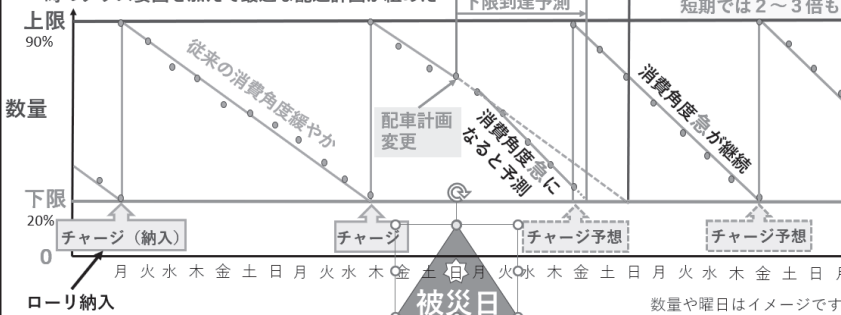 下限到達予測
短期では２～３倍も
上限
90%
従来の消費角度緩やか
数量
配車計画
変更
消費角度急に
なると予測
消費角度急が継続
下限
20%
チャージ（納入）
チャージ
チャージ予想
チャージ予想
0
月 火 水 木 金 土 日 月 火 水 木 金 土 日 月 火 水 木 金 土 日 月 火 水 木 金 土 日 月
被災日
ローリ納入
数量や曜日はイメージです